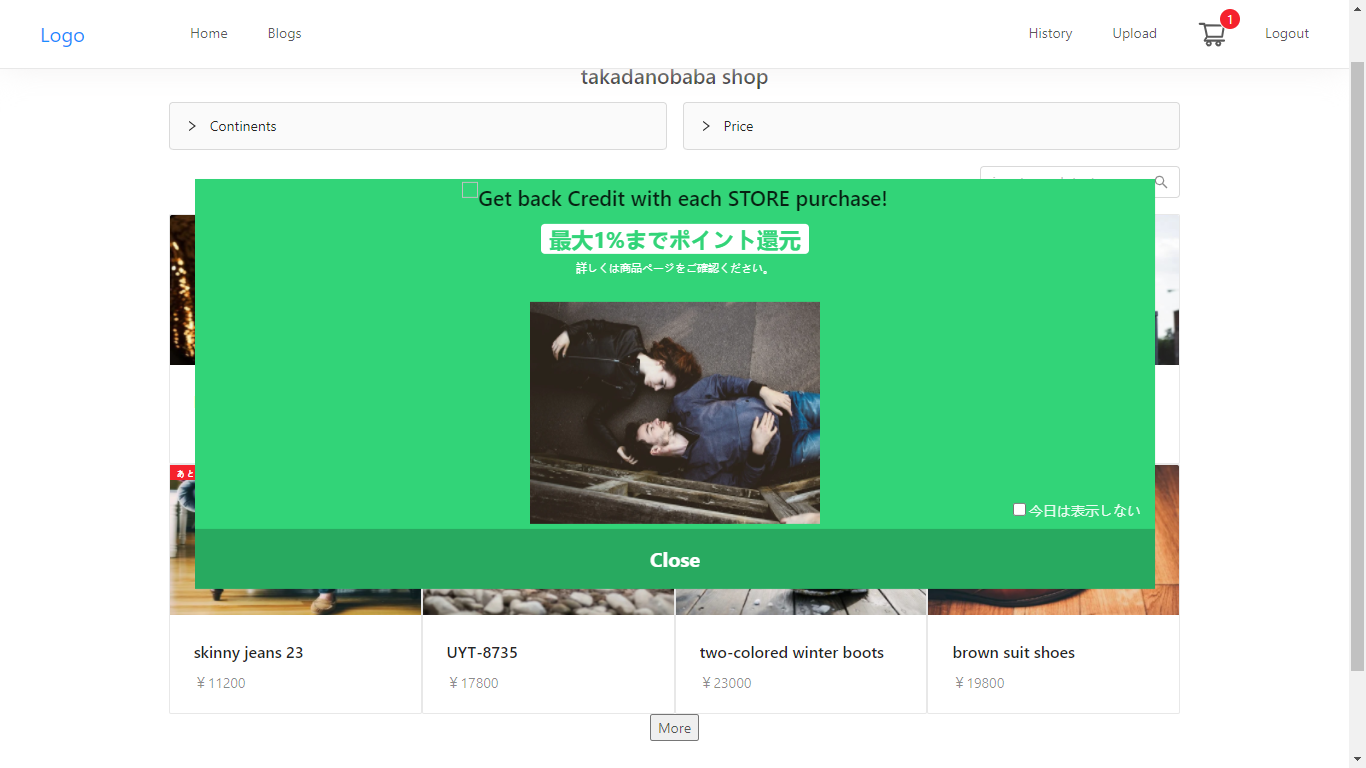 Logo Home Blogs History Upload 1 Logout
takadanobaba shop
Continents Price
Get back Credit with each STORE purchase!
最大1%までポイント還元
詳しくは商品ページをご確認ください。
今日は表示しない
あと
Close
skinny jeans 23 UYT-8735 two-colored winter boots brown suit shoes
¥11200 ¥17800 ¥23000 ¥19800
More